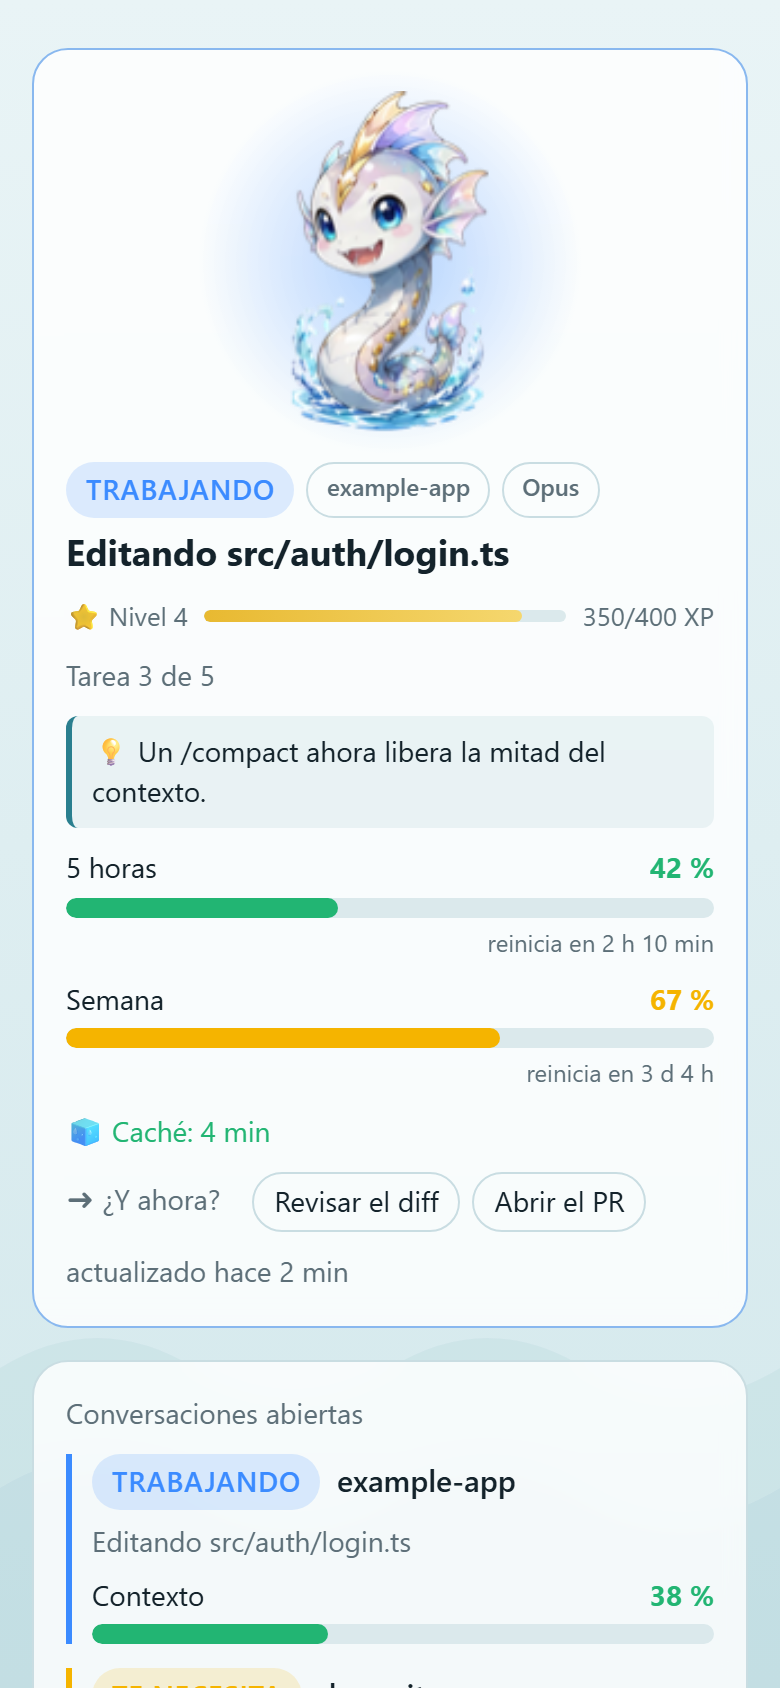 TRABAJANDO example-app Opus
Editando src/auth/login.ts
Nivel 4 350/400 XP
Tarea 3 de 5
Un /compact ahora libera la mitad del
contexto.
5 horas 42 %
reinicia en 2 h 10 min
Semana 67 %
reinicia en 3 d 4 h
Caché: 4 min
→ ¿Y ahora? Revisar el diff Abrir el PR
actualizado hace 2 min
Conversaciones abiertas
TRABAJANDO example-app
Editando src/auth/login.ts
Contexto 38 %